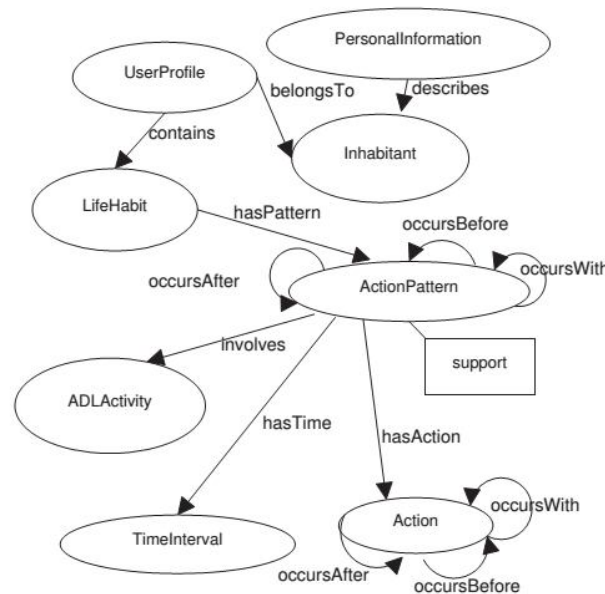 PersonalInformation
UserProfile
belongsTo
describes
contains
Inhabitant
LifeHabit
hasPattern
occursBefore
occursAfter
occursWith
ActionPattern
involves
support
ADLActivity
hasTime
hasAction
occursWith
Action
TimeInterval
occursAfter
occursBefore